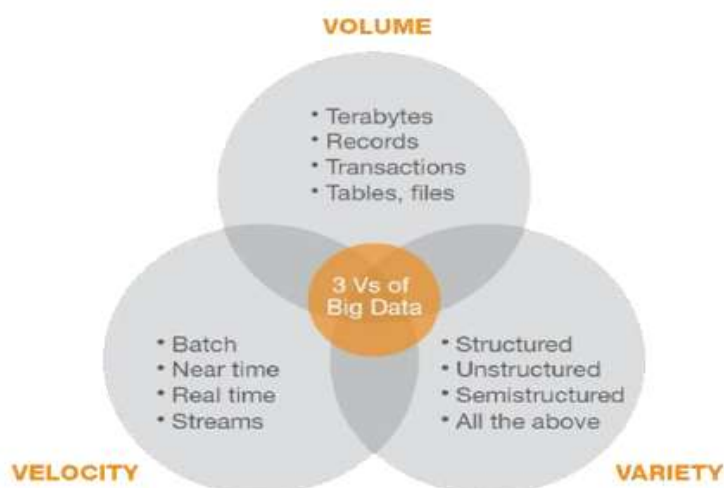 VOLUME
• Terabytes
• Records
• Transactions
• Tables, files
3 Vs of
Big Data
• Batch
• Near time
• Real time
• Streams
• Structured
• Unstructured
• Semistructured
• All the above
VELOCITY
VARIETY